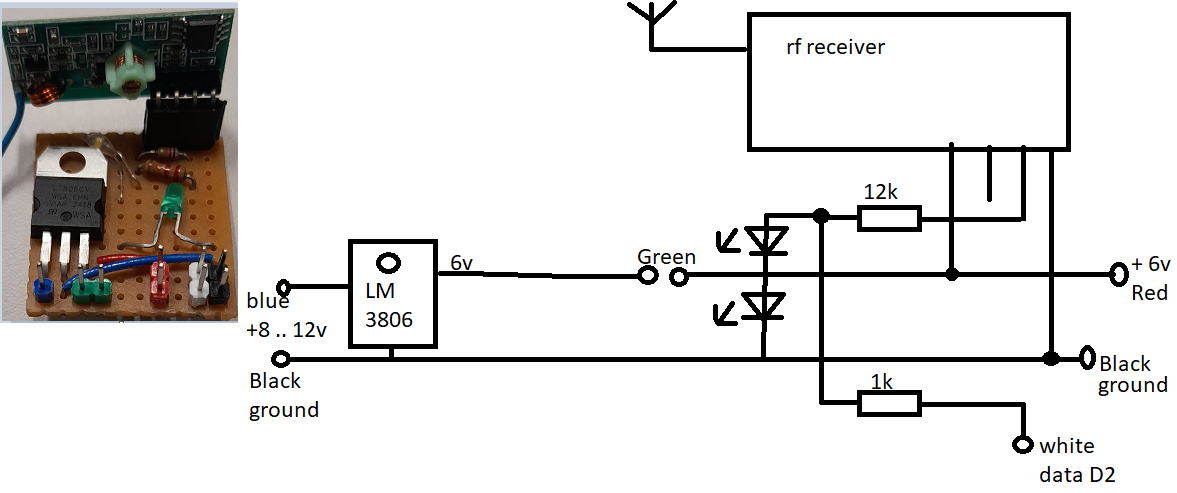 rf receiver
12k
Green
6v
LM
3806
blue
+8 .. 12v
+ 6v
Red
Black
ground
Black
ground
1k
white
data D2
WSA